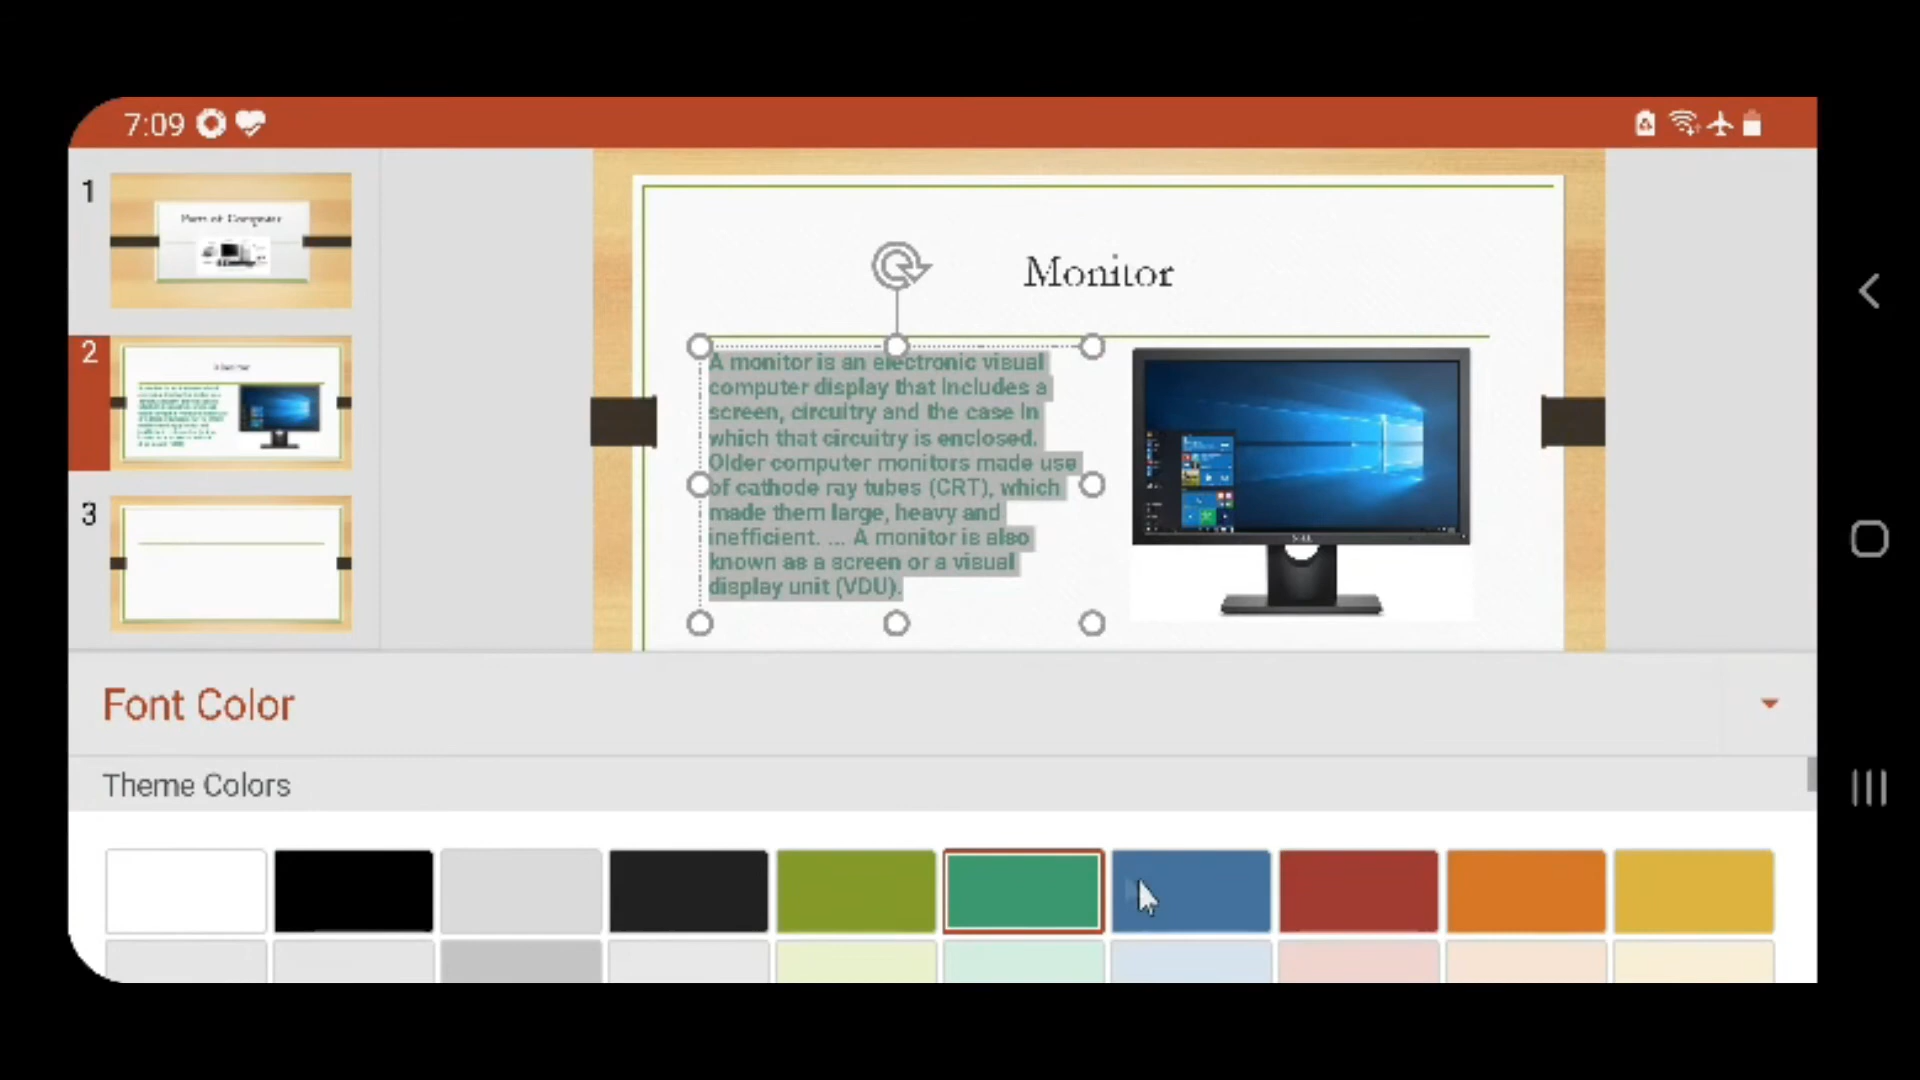 7:09
1
Parts of Computer
2
3
Monitor
A monitor is an electronic visual
computer display that includes a
screen, circuitry and the case in
which that circuitry is enclosed.
Older computer monitors made use
of cathode ray tubes (CRT), which
made them large, heavy and
inefficient. ... A monitor is also
known as a screen or a visual
display unit (VDU).
Font Color
Theme Colors